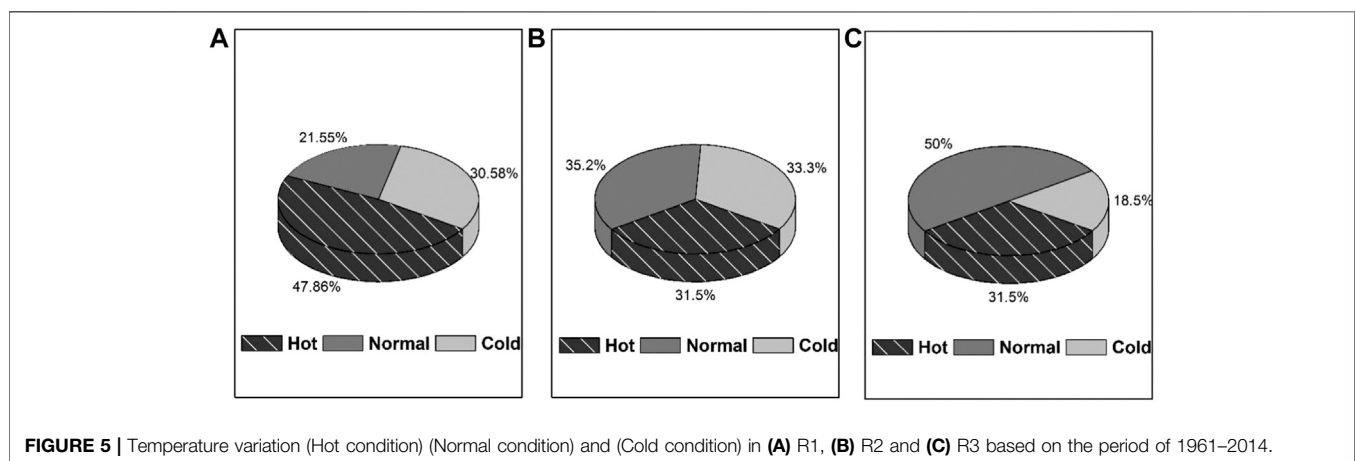 A
21.55%
30.58%
47.86%
Hot Normal Cold
B
35.2%
33.3%
31.5%
Hot Normal Cold
C
50%
18.5%
31.5%
Hot Normal Cold
FIGURE 5 | Temperature variation (Hot condition) (Normal condition) and (Cold condition) in (A) R1, (B) R2 and (C) R3 based on the period of 1961–2014.